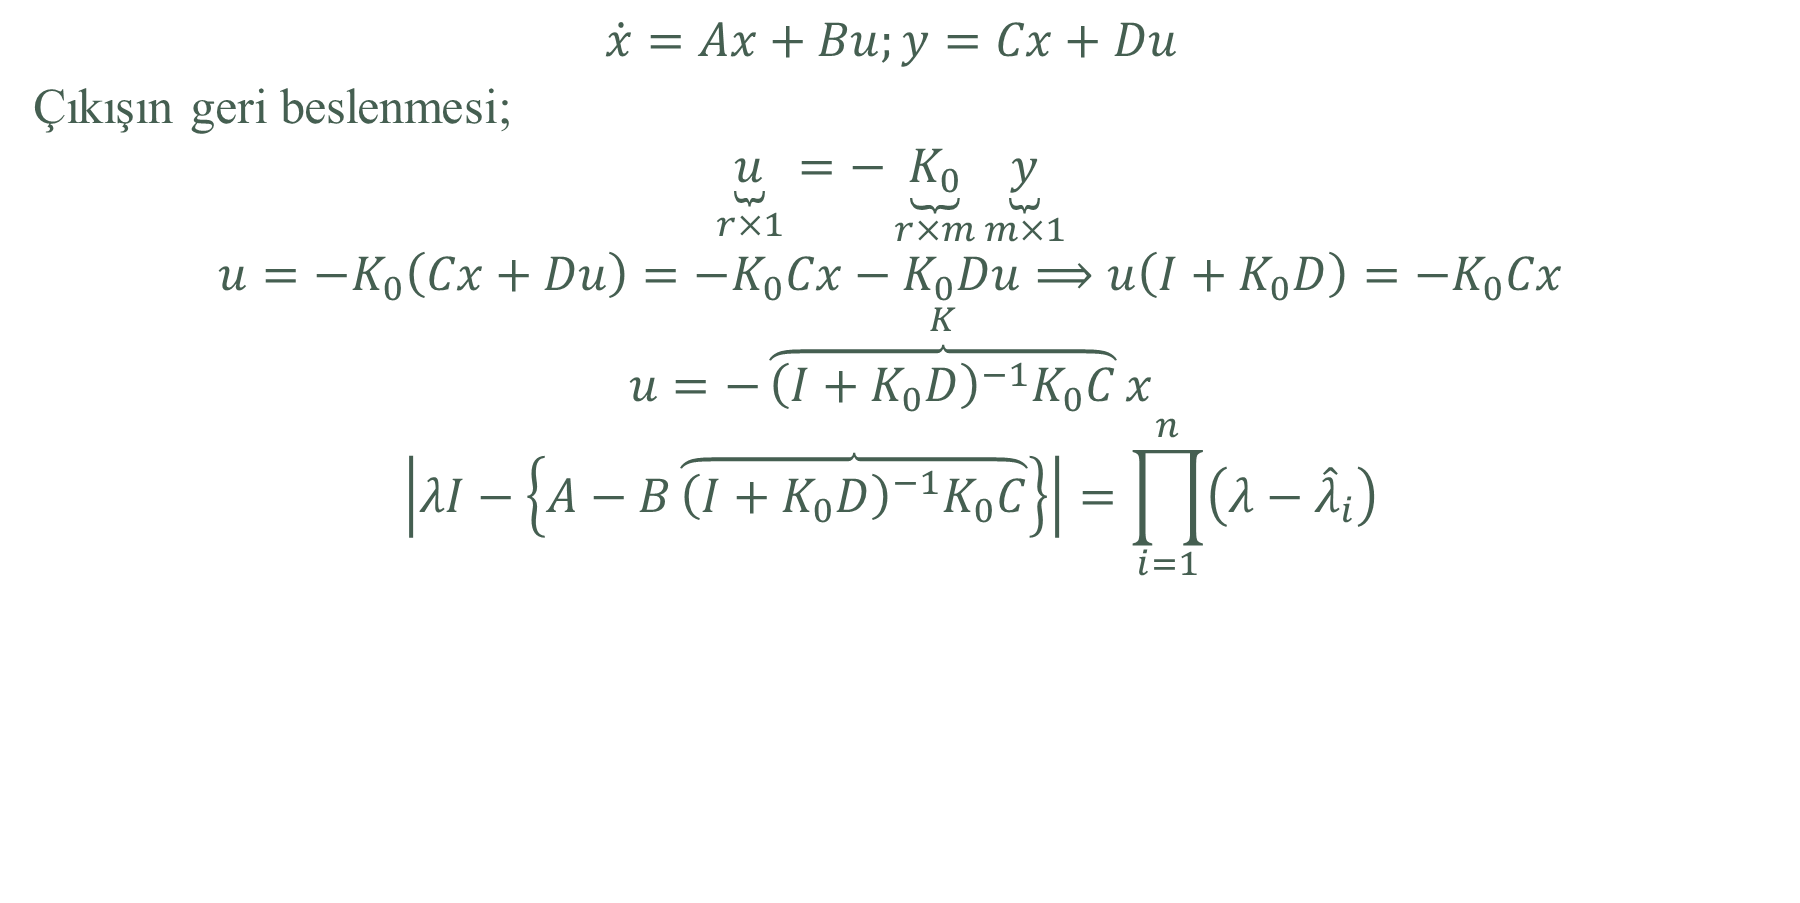 ẋ = Ax + Bu; y = Cx + Du
Çıkışın geri beslenmesi;
u = − K₀ y
r×1 r×m m×1
u = −K₀(Cx + Du) = −K₀Cx − K₀Du ⟹ u(I + K₀D) = −K₀Cx
K
u = − (I + K₀D)⁻¹K₀C x
n
|λI − {A − B (I + K₀D)⁻¹K₀C}| = ∏(λ − λ̂ᵢ)
i=1